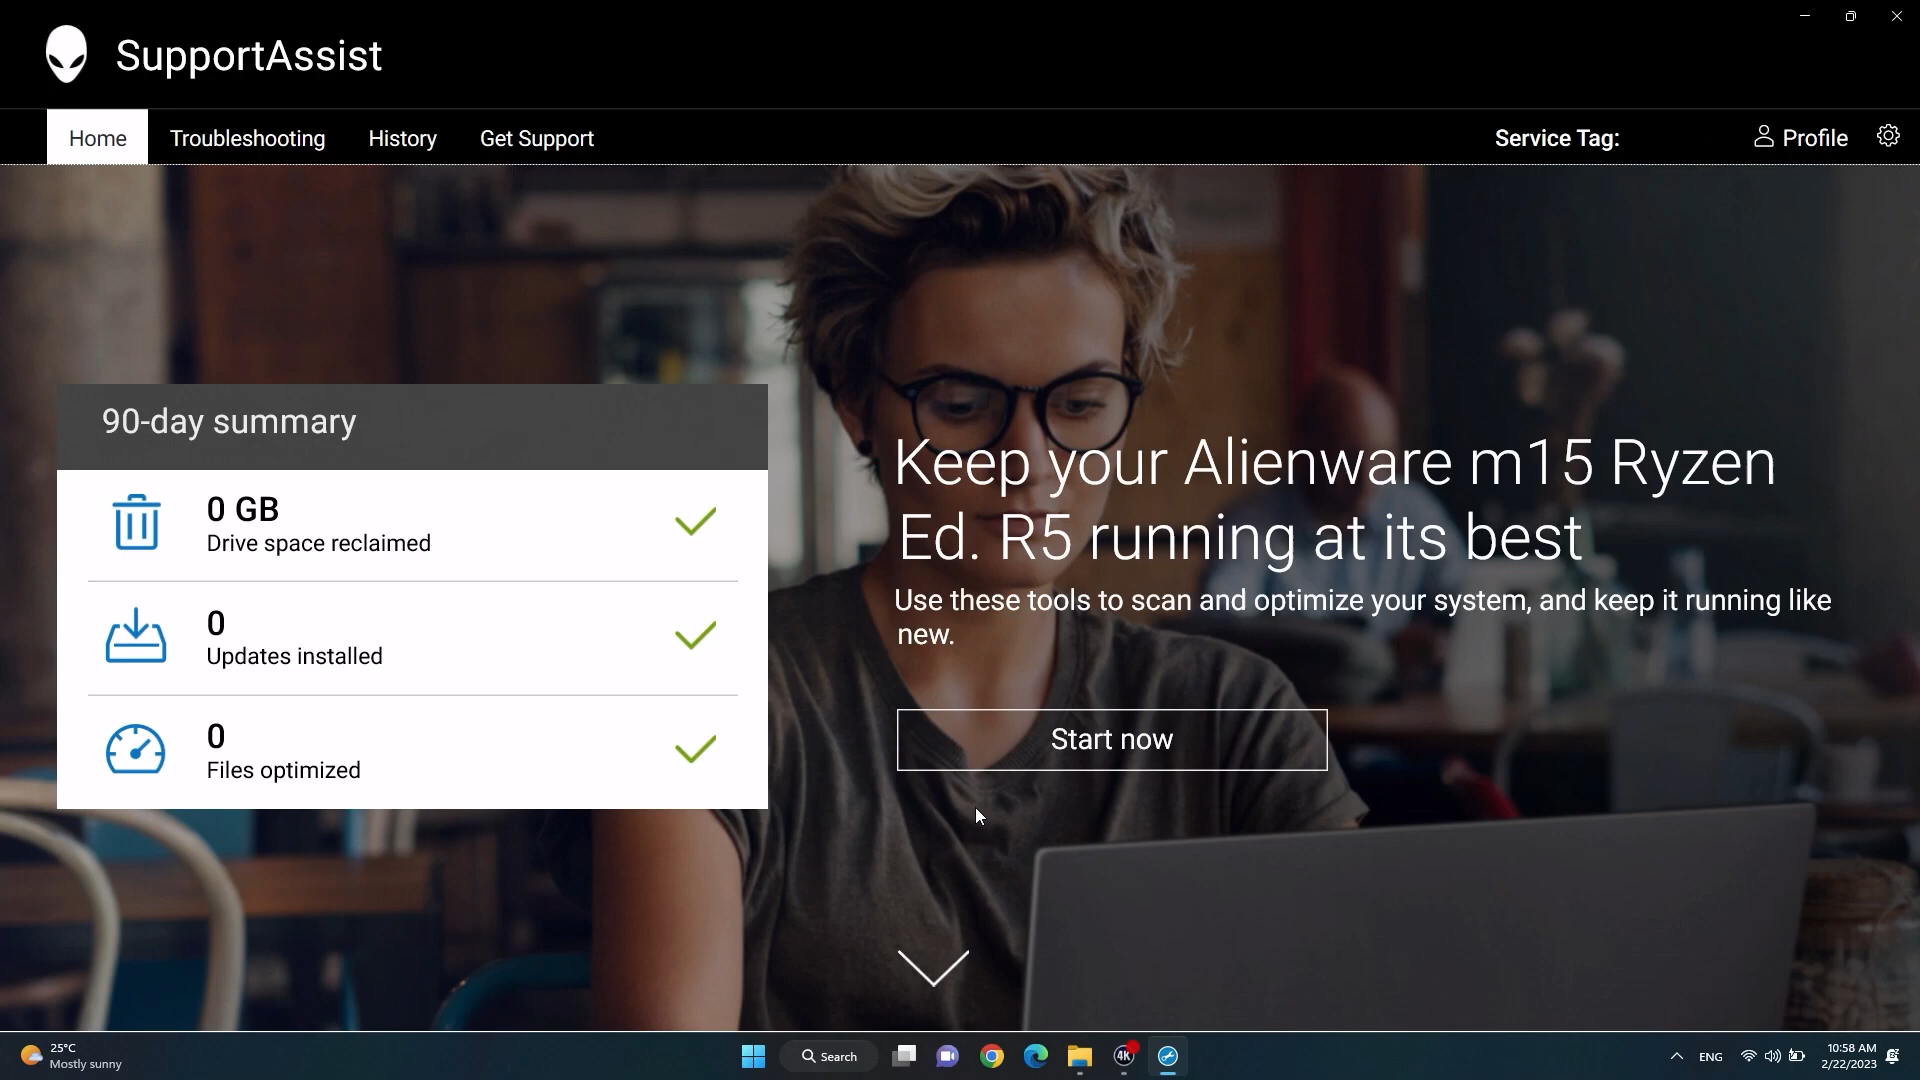 SupportAssist
Home
Troubleshooting
History
Get Support
Service Tag:
Profile
90-day summary
0 GB
Drive space reclaimed
0
Updates installed
0
Files optimized
Keep your Alienware m15 Ryzen
Ed. R5 running at its best
Use these tools to scan and optimize your system, and keep it running like
new.
Start now
25°C
Mostly sunny
Search
4K
ENG
10:58 AM
2/22/2023